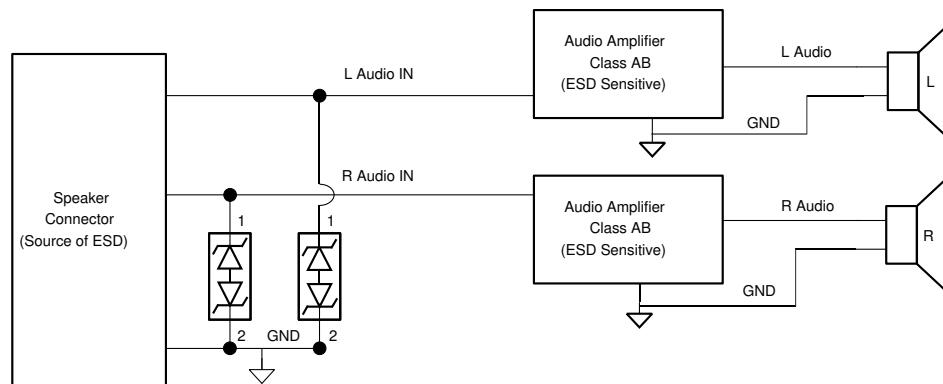 Speaker
Connector
(Source of ESD)
L Audio IN
R Audio IN
1
1
2
GND
2
Audio Amplifier
Class AB
(ESD Sensitive)
L Audio
L
GND
Audio Amplifier
Class AB
(ESD Sensitive)
R Audio
R
GND